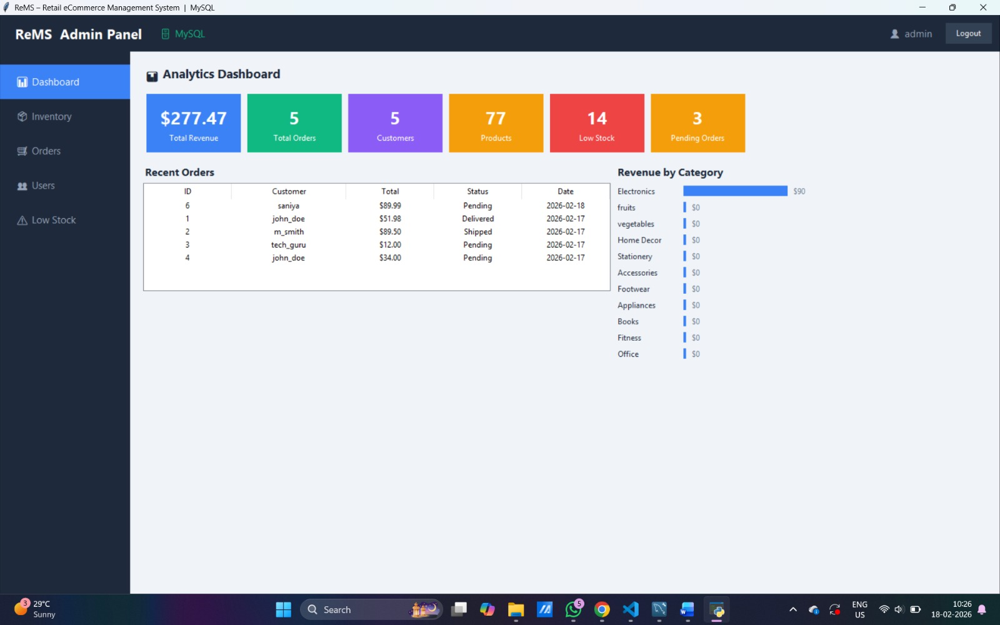 ReMS – Retail eCommerce Management System | MySQL
ReMS Admin Panel
MySQL
admin
Logout
Dashboard
Inventory
Orders
Users
Low Stock
Analytics Dashboard
$277.47
Total Revenue
5
Total Orders
5
Customers
77
Products
14
Low Stock
3
Pending Orders
Recent Orders
ID Customer Total Status Date
6 saniya $89.99 Pending 2026-02-18
1 john_doe $51.98 Delivered 2026-02-17
2 m_smith $89.50 Shipped 2026-02-17
3 tech_guru $12.00 Pending 2026-02-17
4 john_doe $34.00 Pending 2026-02-17
Revenue by Category
Electronics $90
fruits $0
vegetables $0
Home Decor $0
Stationery $0
Accessories $0
Footwear $0
Appliances $0
Books $0
Fitness $0
Office $0
3
29°C
Sunny
Search
5
ENG
US
10:26
18-02-2026